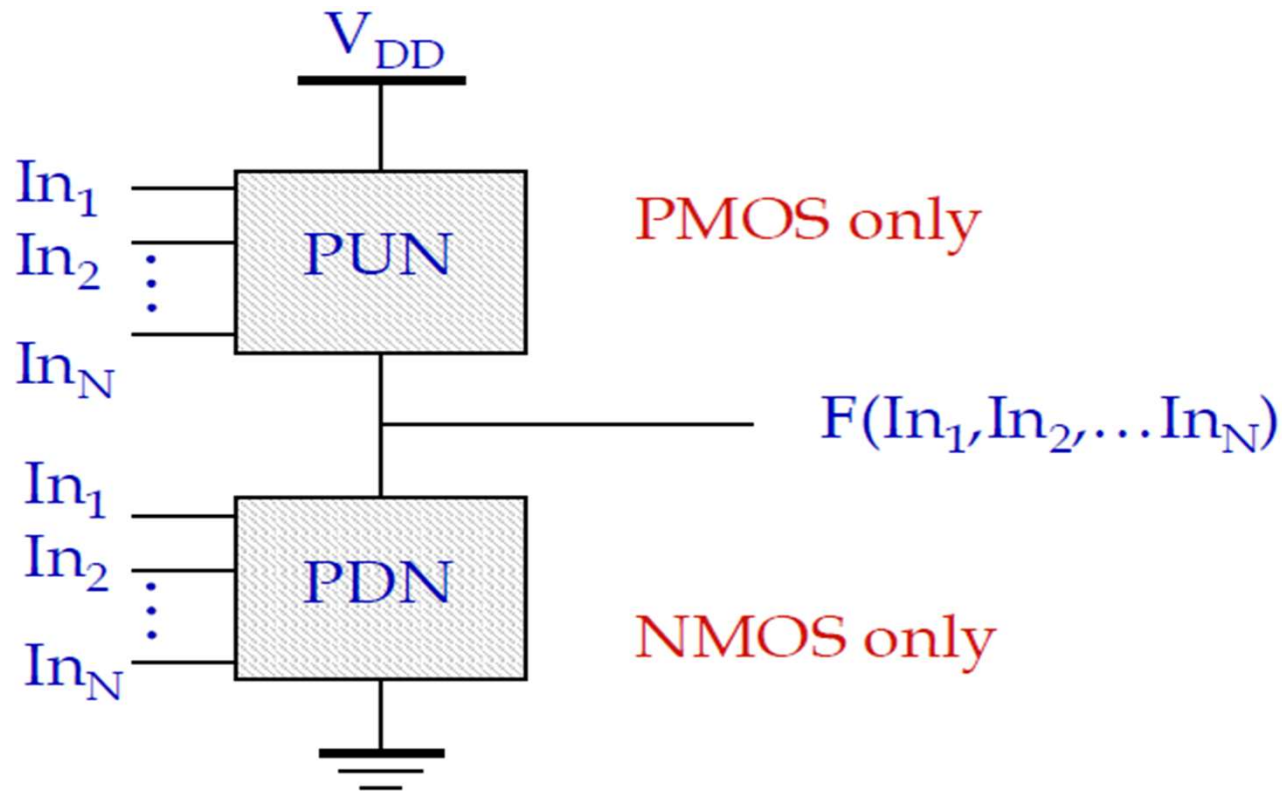 V_DD
In_1
In_2
⋮
In_N
PUN
PMOS only
F(In_1,In_2,…In_N)
In_1
In_2
⋮
In_N
PDN
NMOS only